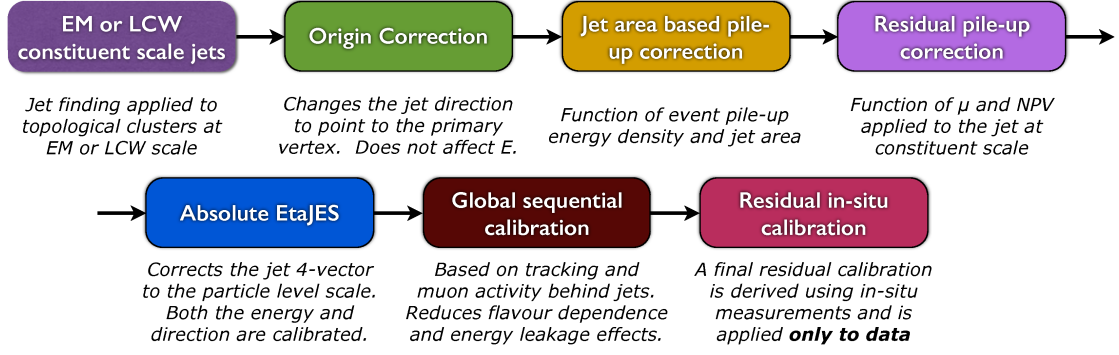 EM or LCW
constituent scale jets
Origin Correction
Jet area based pile-
up correction
Residual pile-up
correction
Jet finding applied to
topological clusters at
EM or LCW scale
Changes the jet direction
to point to the primary
vertex. Does not affect E.
Function of event pile-up
energy density and jet area
Function of µ and NPV
applied to the jet at
constituent scale
Absolute EtaJES
Global sequential
calibration
Residual in-situ
calibration
Corrects the jet 4-vector
to the particle level scale.
Both the energy and
direction are calibrated.
Based on tracking and
muon activity behind jets.
Reduces flavour dependence
and energy leakage effects.
A final residual calibration
is derived using in-situ
measurements and is
applied only to data